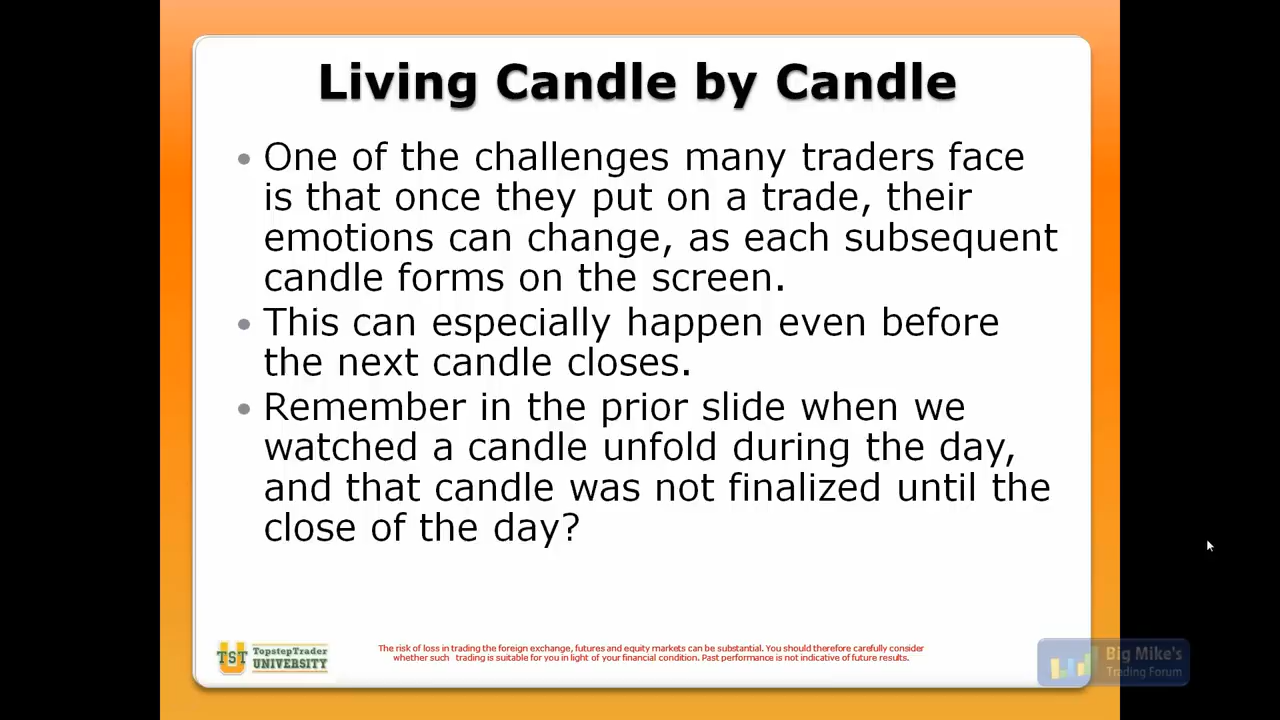 Living Candle by Candle
One of the challenges many traders face
is that once they put on a trade, their
emotions can change, as each subsequent
candle forms on the screen.
This can especially happen even before
the next candle closes.
Remember in the prior slide when we
watched a candle unfold during the day,
and that candle was not finalized until the
close of the day?
TST
TopstepTrader
UNIVERSITY
The risk of loss in trading the foreign exchange, futures and equity markets can be substantial. You should therefore carefully consider
whether such trading is suitable for you in light of your financial condition. Past performance is not indicative of future results.
Big Mike's
Trading Forum